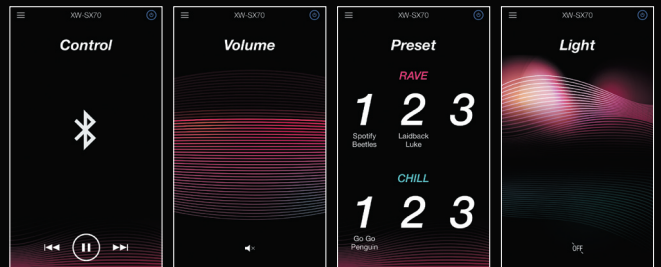 XW-SX70
Control
XW-SX70
Volume
XW-SX70
Preset
RAVE
1 2 3
Spotify Laidback
Beetles Luke
CHILL
1 2 3
Go Go
Penguin
XW-SX70
Light
OFF